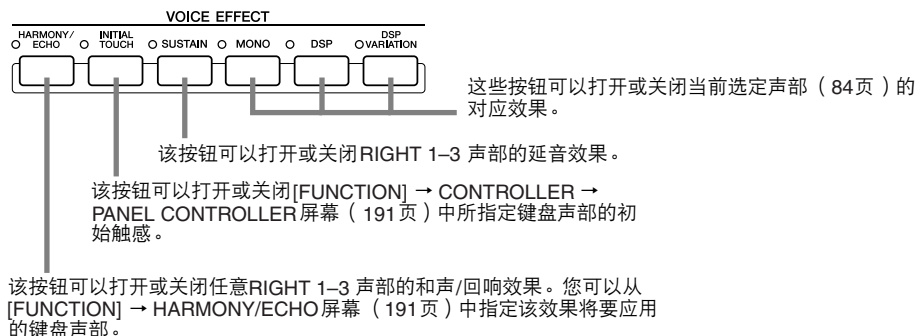 VOICE EFFECT
HARMONY/
ECHO
INITIAL
TOUCH
SUSTAIN
MONO
DSP
DSP
VARIATION
这些按钮可以打开或关闭当前选定声部（84页）的
对应效果。
该按钮可以打开或关闭RIGHT 1–3 声部的延音效果。
该按钮可以打开或关闭[FUNCTION] → CONTROLLER →
PANEL CONTROLLER屏幕（191页）中所指定键盘声部的初
始触感。
该按钮可以打开或关闭任意RIGHT 1–3 声部的和声/回响效果。您可以从
[FUNCTION] → HARMONY/ECHO屏幕 （191页）中指定该效果将要应用
的键盘声部。